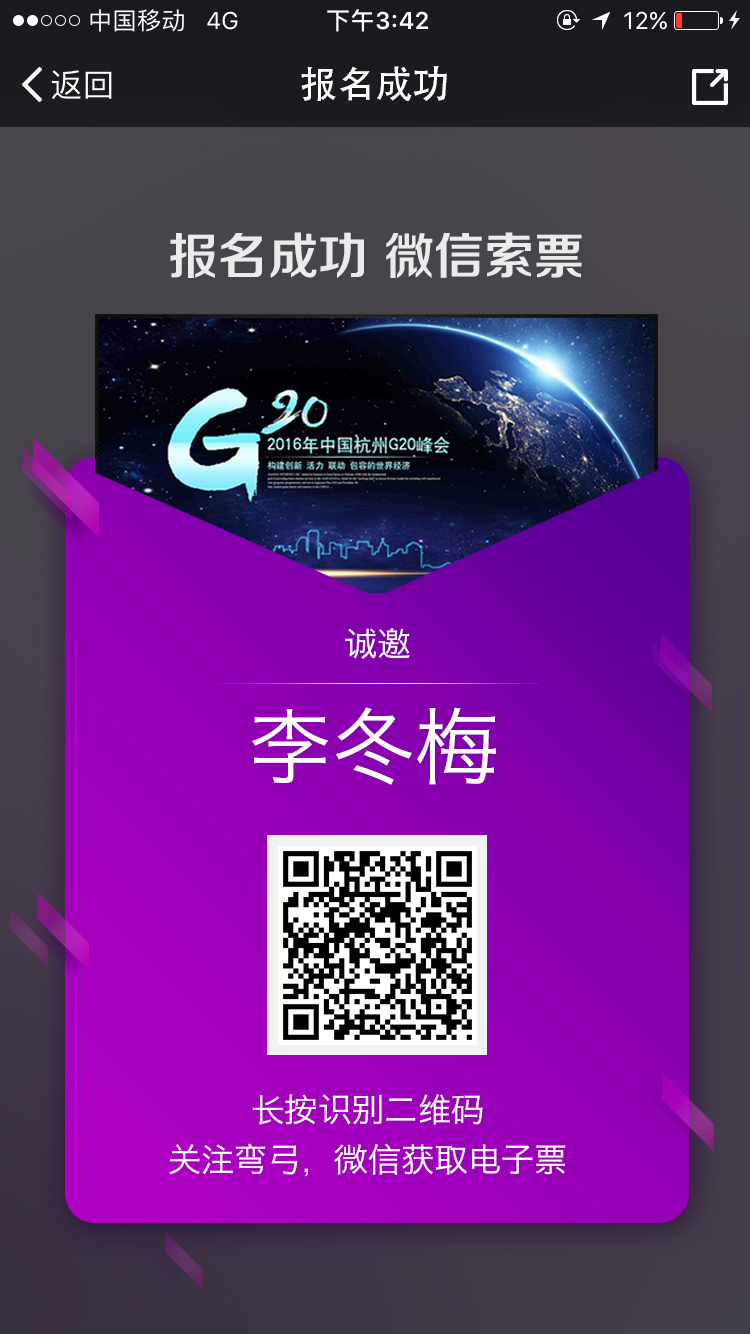 中国移动 4G 下午3:42 12%
返回 报名成功
报名成功 微信索票
G20
2016年中国杭州G20峰会
构建创新 活力 联动 包容的世界经济
诚邀
李冬梅
长按识别二维码
关注弯弓，微信获取电子票